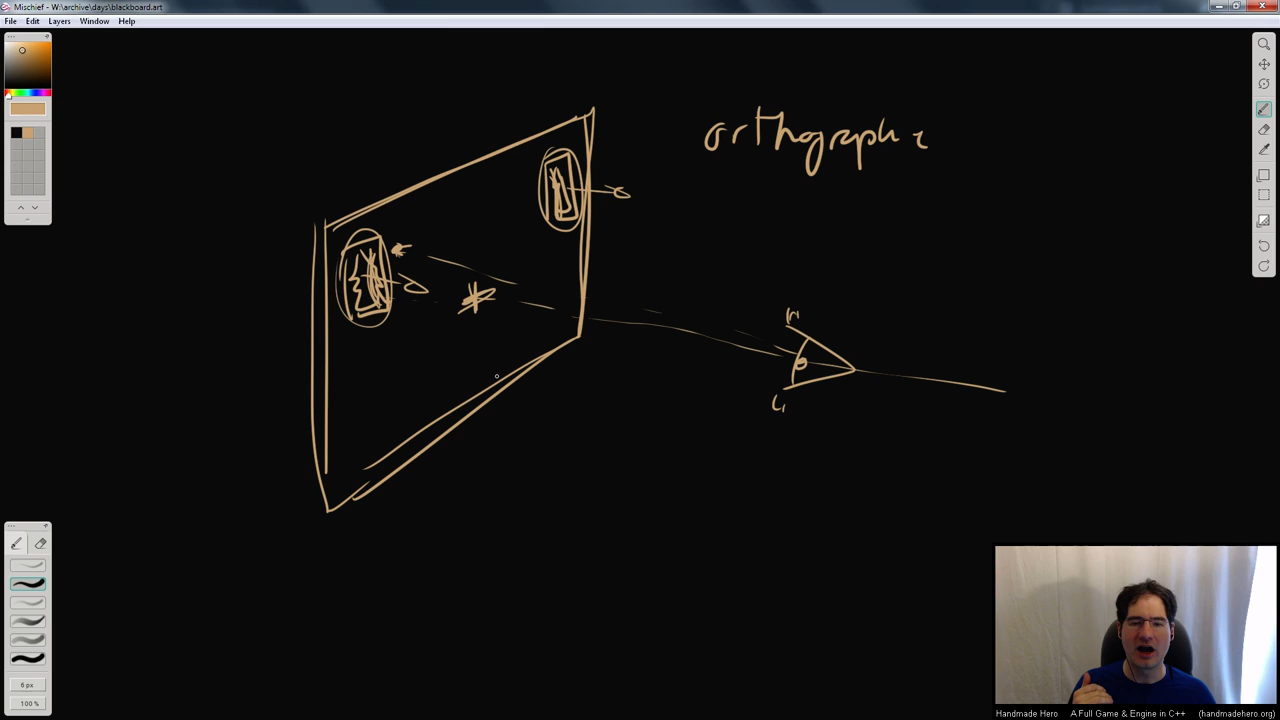 Mischief - W:\archive\days\blackboard.art
File Edit Layers Window Help
orthographi
6 px
100 %
Handmade Hero A Full Game & Engine in C++ (handmadehero.org)